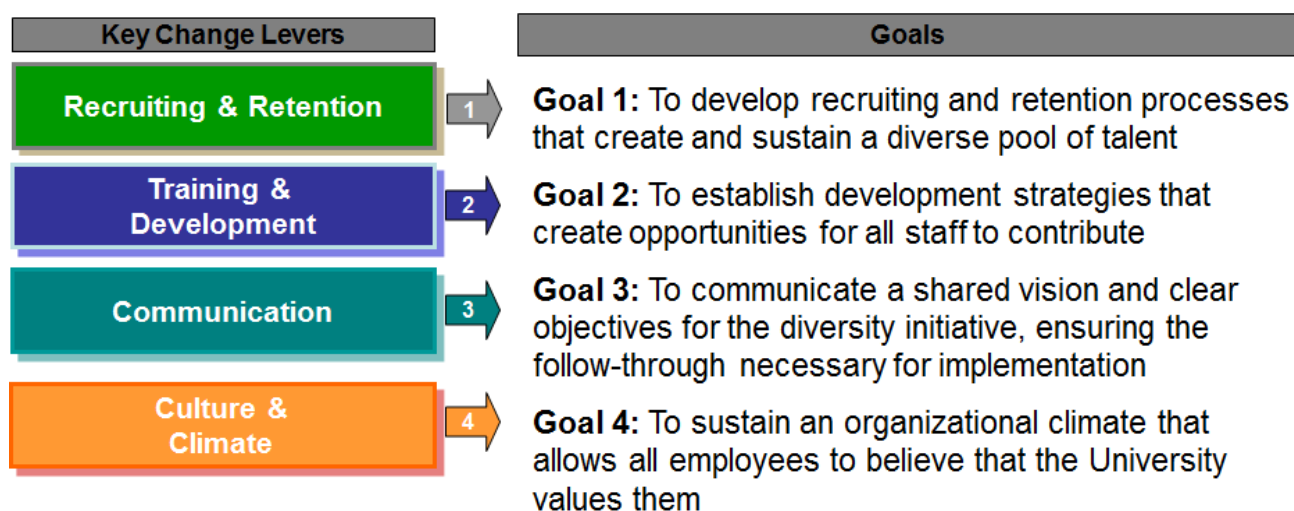 Key Change Levers
Goals
Recruiting & Retention
1
Goal 1: To develop recruiting and retention processes
that create and sustain a diverse pool of talent
Training &
Development
2
Goal 2: To establish development strategies that
create opportunities for all staff to contribute
Communication
3
Goal 3: To communicate a shared vision and clear
objectives for the diversity initiative, ensuring the
follow-through necessary for implementation
Culture &
Climate
4
Goal 4: To sustain an organizational climate that
allows all employees to believe that the University
values them